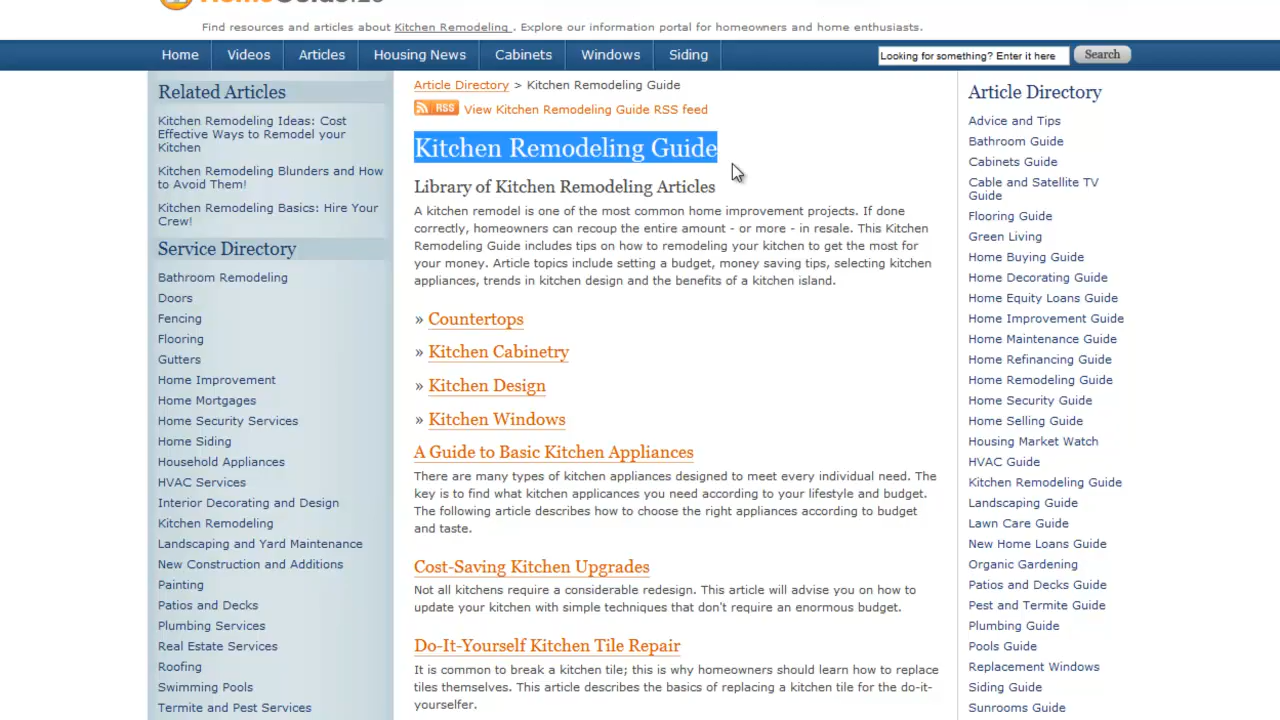 Find resources and articles about Kitchen Remodeling . Explore our information portal for homeowners and home enthusiasts.
Home
Videos
Articles
Housing News
Cabinets
Windows
Siding
Looking for something? Enter it here
Search
Related Articles
Kitchen Remodeling Ideas: Cost
Effective Ways to Remodel your
Kitchen
Kitchen Remodeling Blunders and How
to Avoid Them!
Kitchen Remodeling Basics: Hire Your
Crew!
Service Directory
Bathroom Remodeling
Doors
Fencing
Flooring
Gutters
Home Improvement
Home Mortgages
Home Security Services
Home Siding
Household Appliances
HVAC Services
Interior Decorating and Design
Kitchen Remodeling
Landscaping and Yard Maintenance
New Construction and Additions
Painting
Patios and Decks
Plumbing Services
Real Estate Services
Roofing
Swimming Pools
Termite and Pest Services
Article Directory > Kitchen Remodeling Guide
RSS View Kitchen Remodeling Guide RSS feed
Kitchen Remodeling Guide
Library of Kitchen Remodeling Articles
A kitchen remodel is one of the most common home improvement projects. If done
correctly, homeowners can recoup the entire amount - or more - in resale. This Kitchen
Remodeling Guide includes tips on how to remodeling your kitchen to get the most for
your money. Article topics include setting a budget, money saving tips, selecting kitchen
appliances, trends in kitchen design and the benefits of a kitchen island.
» Countertops
» Kitchen Cabinetry
» Kitchen Design
» Kitchen Windows
A Guide to Basic Kitchen Appliances
There are many types of kitchen appliances designed to meet every individual need. The
key is to find what kitchen applicances you need according to your lifestyle and budget.
The following article describes how to choose the right appliances according to budget
and taste.
Cost-Saving Kitchen Upgrades
Not all kitchens require a considerable redesign. This article will advise you on how to
update your kitchen with simple techniques that don't require an enormous budget.
Do-It-Yourself Kitchen Tile Repair
It is common to break a kitchen tile; this is why homeowners should learn how to replace
tiles themselves. This article describes the basics of replacing a kitchen tile for the do-it-
yourselfer.
Article Directory
Advice and Tips
Bathroom Guide
Cabinets Guide
Cable and Satellite TV
Guide
Flooring Guide
Green Living
Home Buying Guide
Home Decorating Guide
Home Equity Loans Guide
Home Improvement Guide
Home Maintenance Guide
Home Refinancing Guide
Home Remodeling Guide
Home Security Guide
Home Selling Guide
Housing Market Watch
HVAC Guide
Kitchen Remodeling Guide
Landscaping Guide
Lawn Care Guide
New Home Loans Guide
Organic Gardening
Patios and Decks Guide
Pest and Termite Guide
Plumbing Guide
Pools Guide
Replacement Windows
Siding Guide
Sunrooms Guide